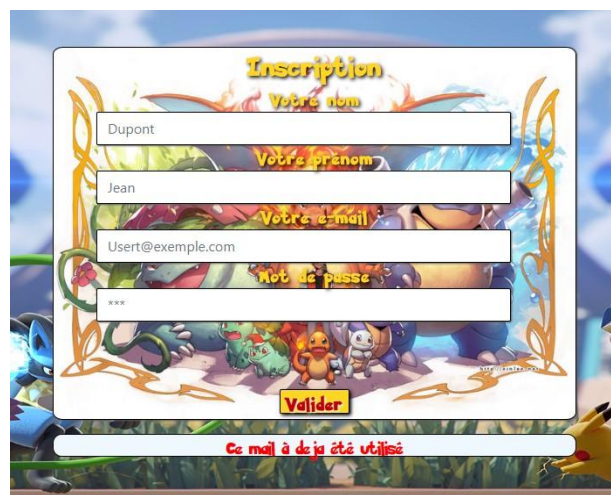 Inscription
Votre nom
Dupont
Votre prenom
Jean
Votre e-mail
Usert@exemple.com
Mot de passe
***
Valider
Ce mail à deja été utilisé